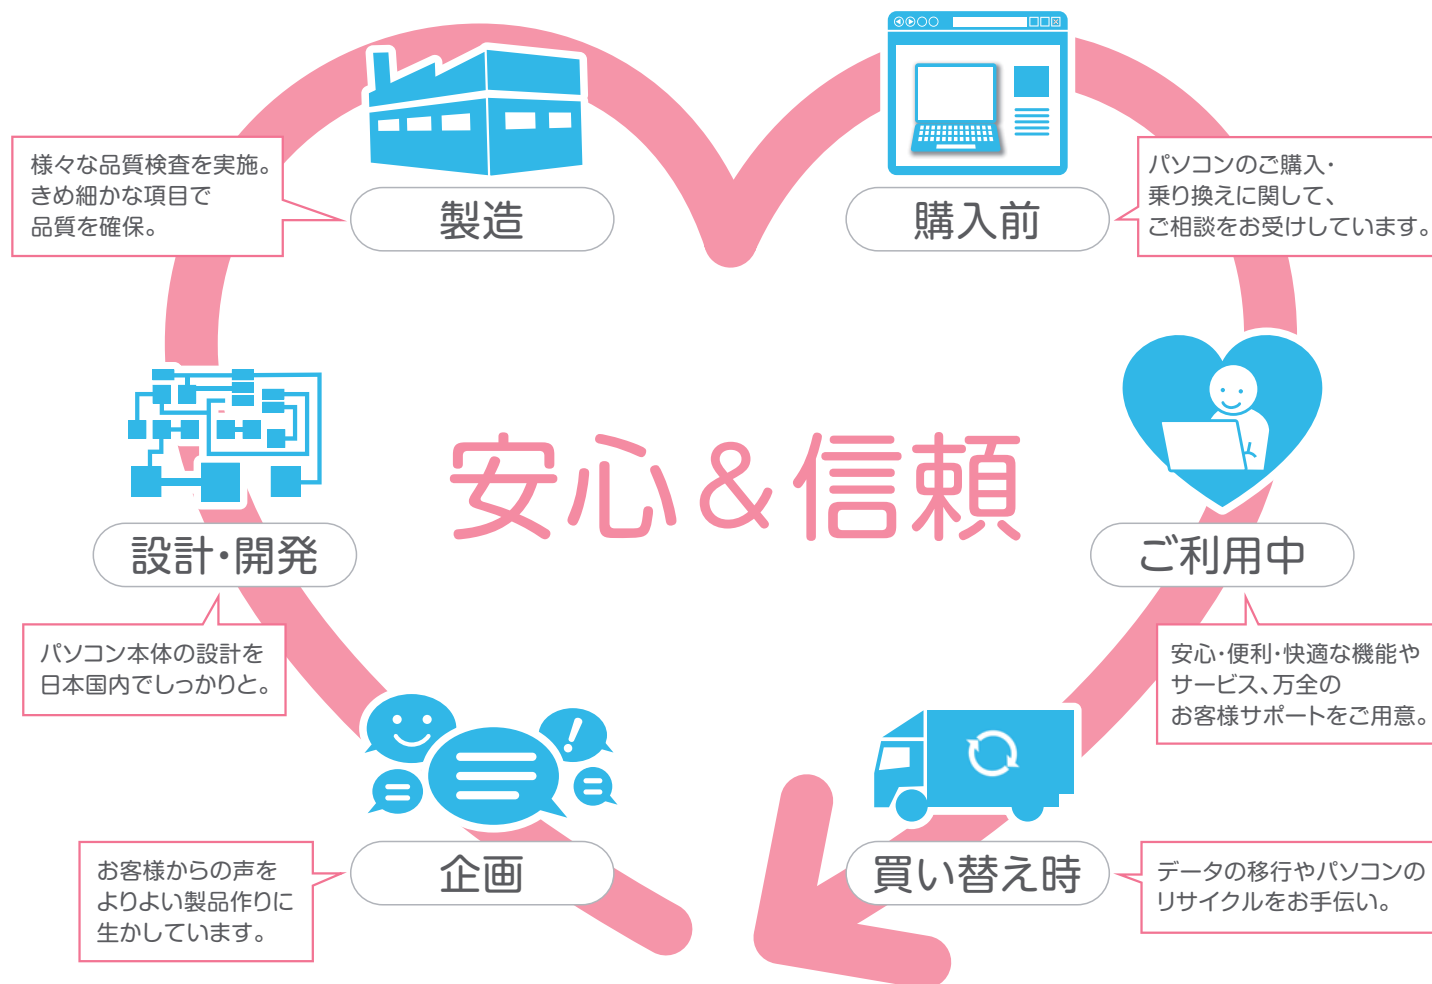 製造
様々な品質検査を実施。
きめ細かな項目で
品質を確保。
購入前
パソコンのご購入・
乗り換えに関して、
ご相談をお受けしています。
安心&信頼
設計・開発
パソコン本体の設計を
日本国内でしっかりと。
ご利用中
安心・便利・快適な機能や
サービス、万全の
お客様サポートをご用意。
企画
お客様からの声を
よりよい製品作りに
生かしています。
買い替え時
データの移行やパソコンの
リサイクルをお手伝い。